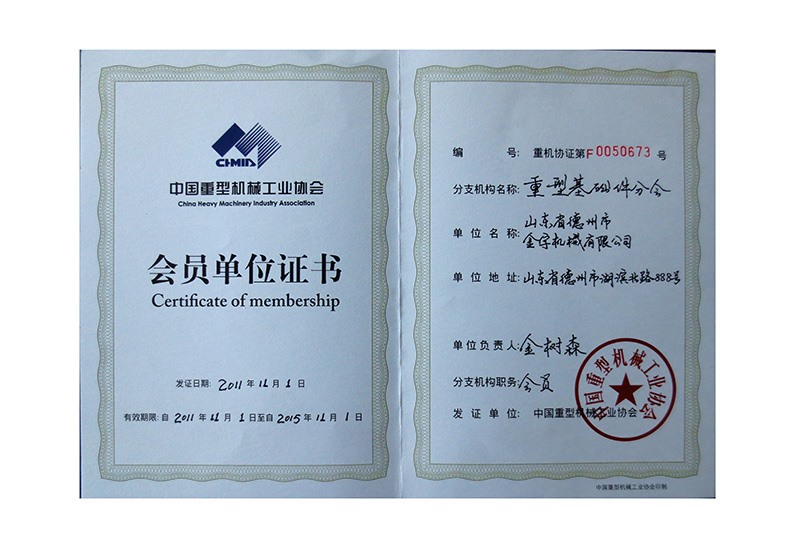 CHMIA
中国重型机械工业协会
China Heavy Machinery Industry Association
会员单位证书
Certificate of membership
发证日期: 2011 年 11 月 1 日
有效期限: 自 2011 年 11 月 1 日至自 2015 年 11 月 1 日
编 号: 重机协证第F0050673 号
分支机构名称: 重型基础件分会
单位名称: 山东省德州市
金宇机械有限公司
单位地址: 山东省德州市湖滨北路888号
单位负责人: 金树森
分支机构职务: 会员
发证单位: 中国重型机械工业协会
中国重型机械工业协会
中国重型机械工业协会印制